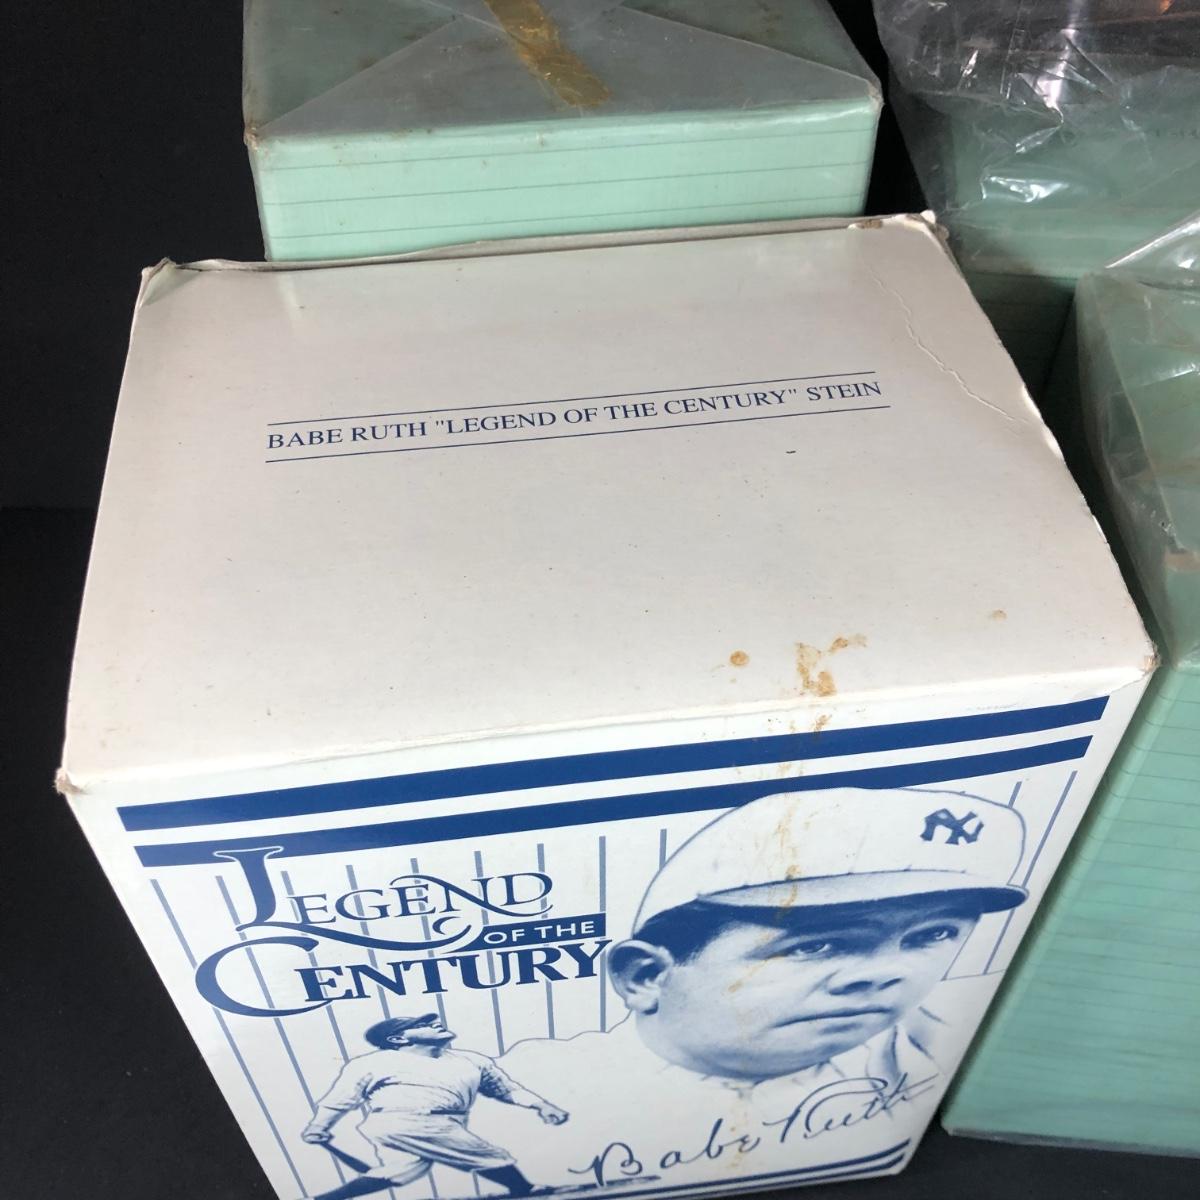 BABE RUTH "LEGEND OF THE CENTURY" STEIN
LEGEND
OF THE
CENTURY
NY
Babe Ruth